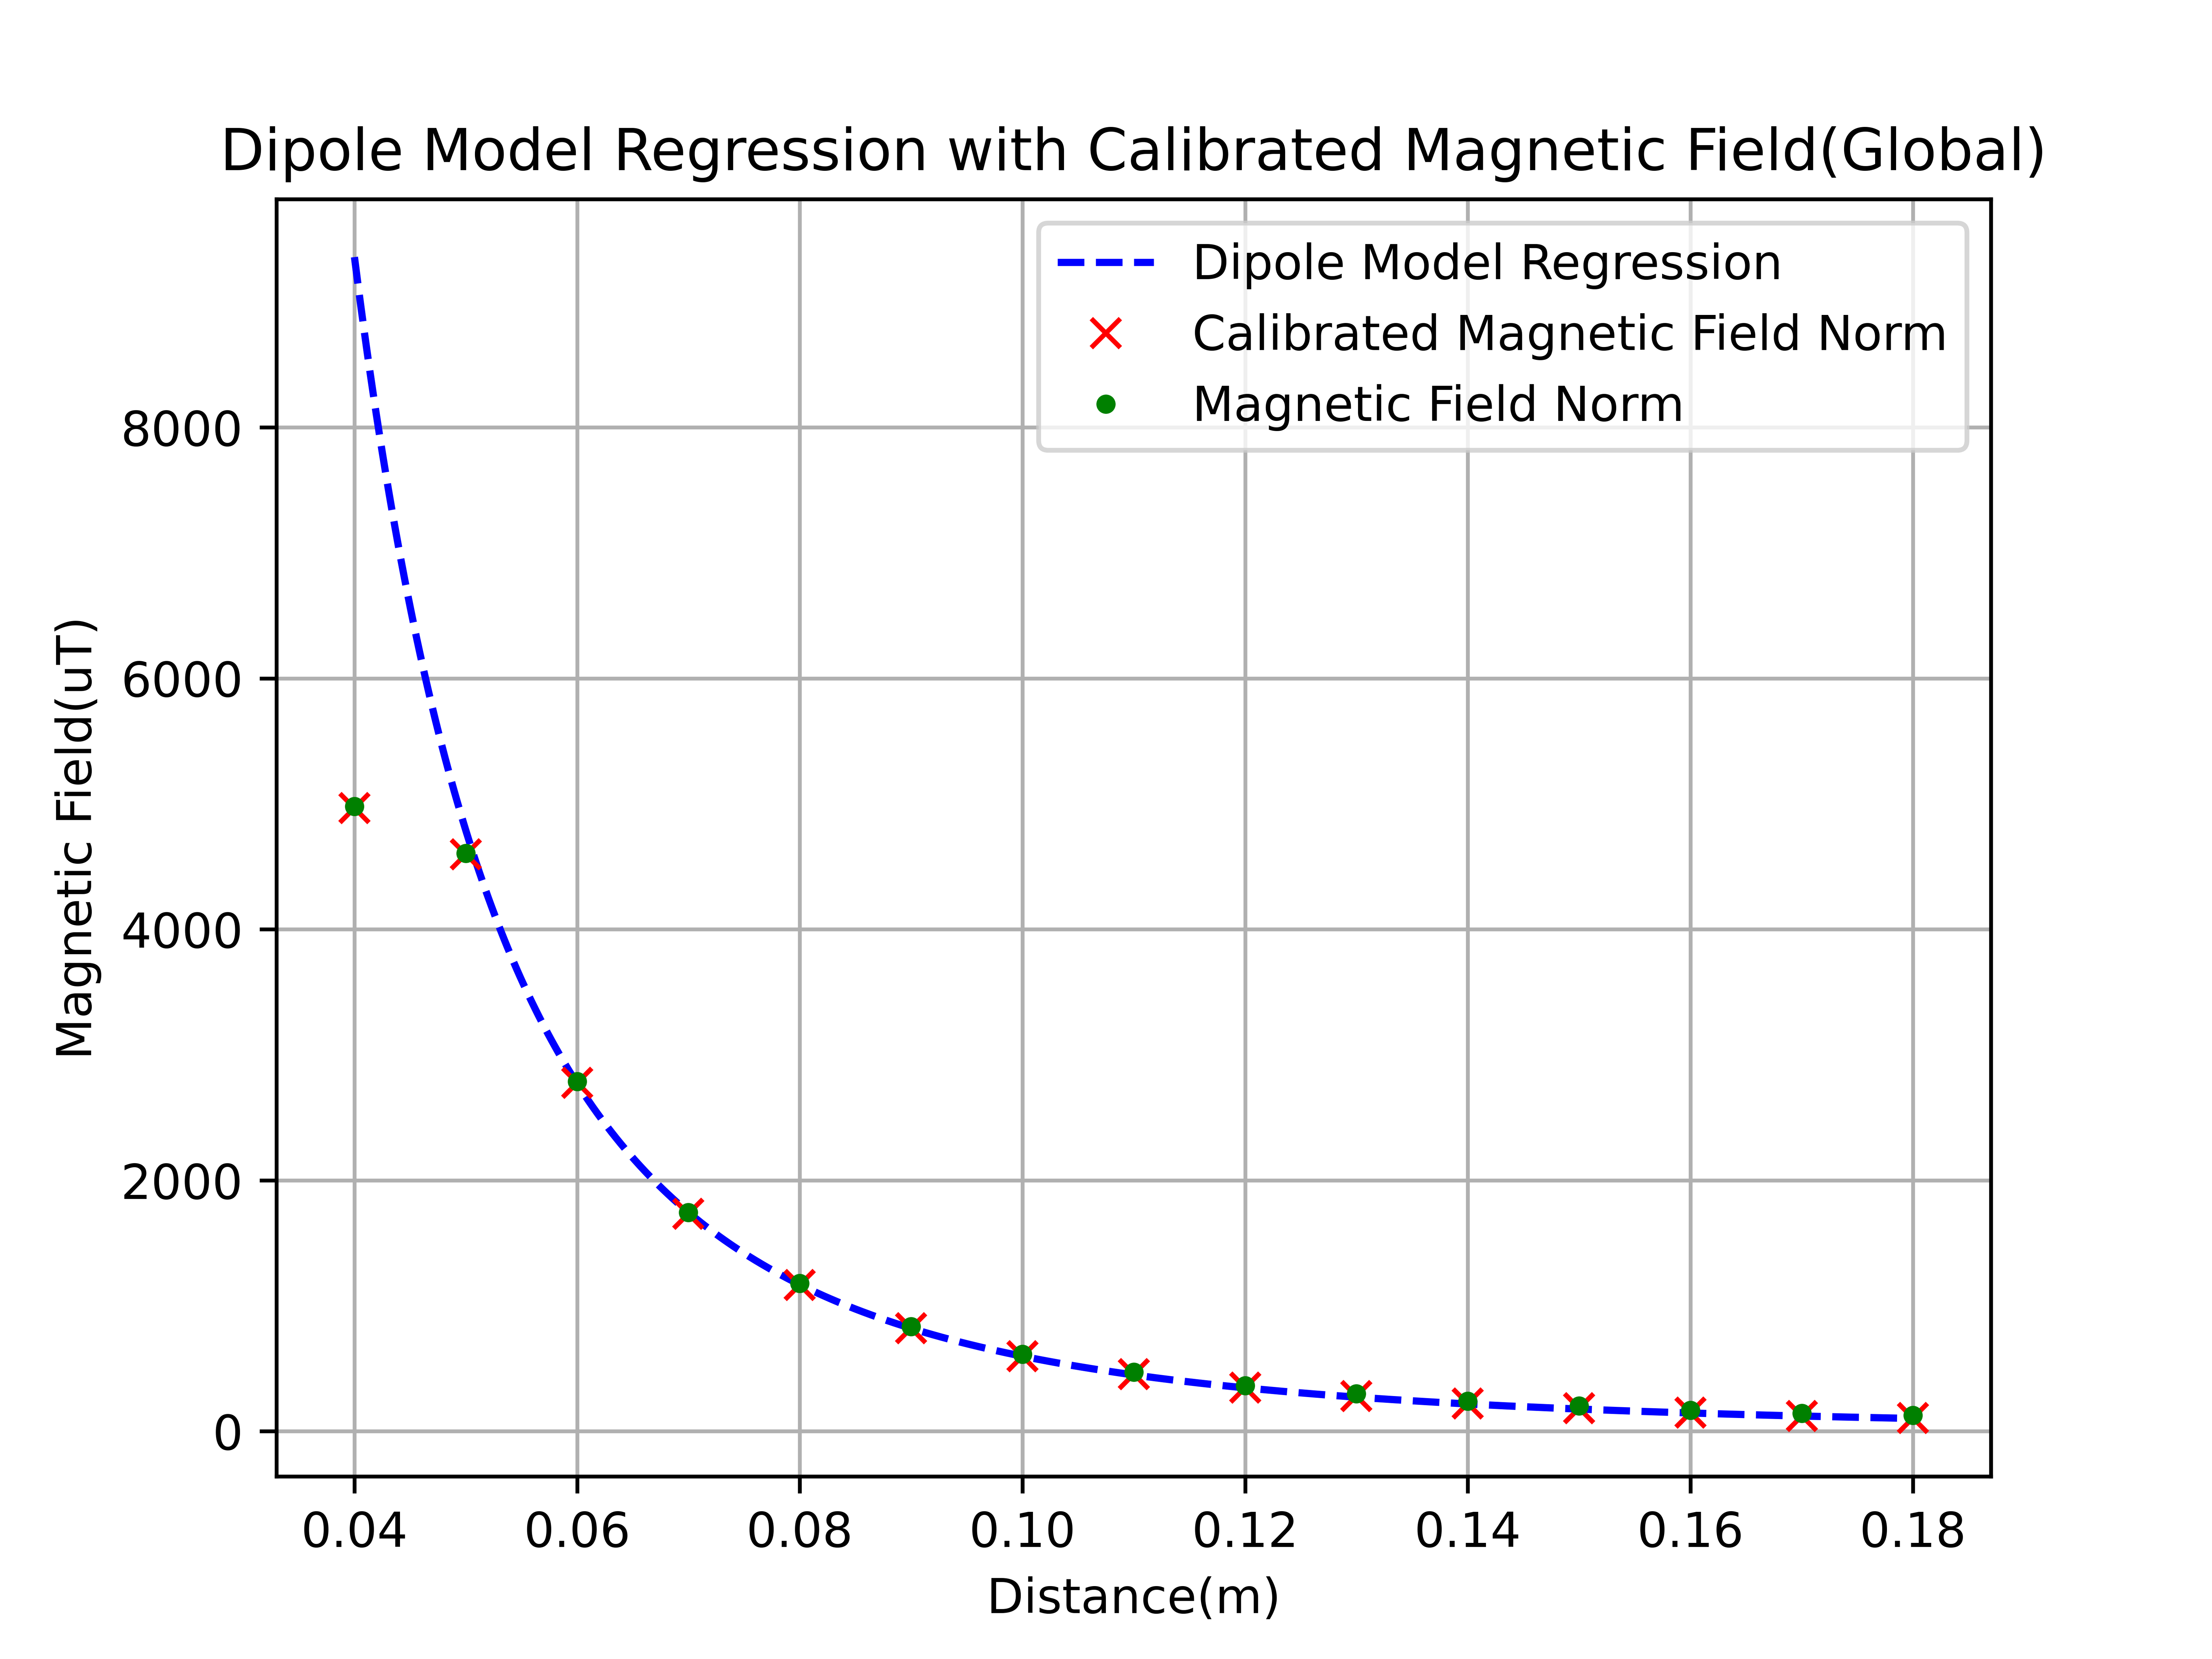 Dipole Model Regression with Calibrated Magnetic Field(Global)
Dipole Model Regression
Calibrated Magnetic Field Norm
Magnetic Field Norm
8000
6000
4000
2000
0
Magnetic Field(uT)
0.04 0.06 0.08 0.10 0.12 0.14 0.16 0.18
Distance(m)